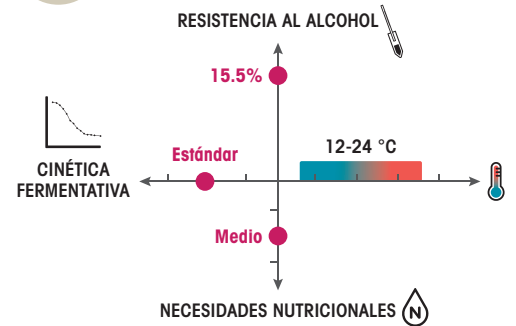 RESISTENCIA AL ALCOHOL
15.5%
Estándar
12-24 °C
CINÉTICA
FERMENTATIVA
Medio
NECESIDADES NUTRICIONALES
N